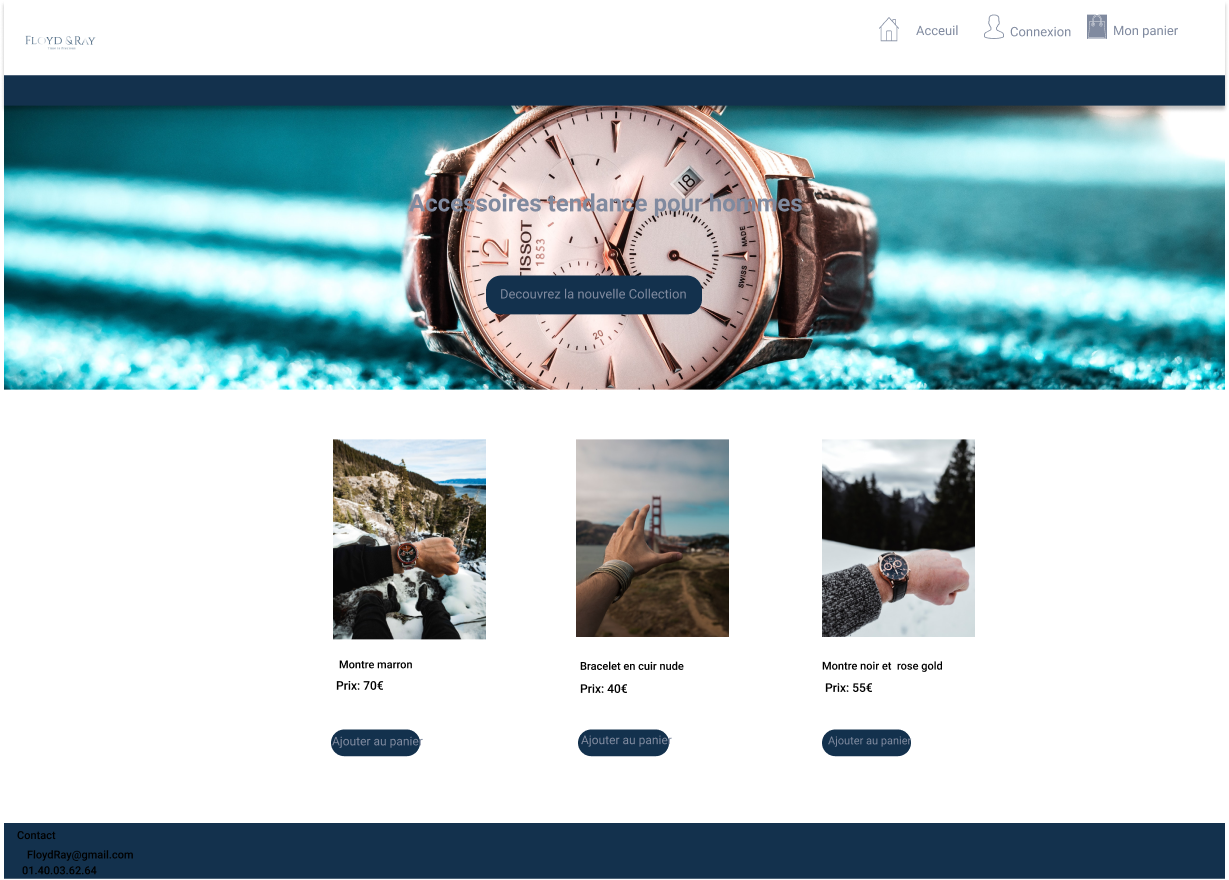 FLOYD & RAY
Acceuil
Connexion
Mon panier
18
Accessoires tendance pour hommes
12
TISSOT
1853
SWISS MADE
Decouvrez la nouvelle Collection
20
Montre marron
Bracelet en cuir nude
Montre noir et rose gold
Prix: 70€
Prix: 40€
Prix: 55€
Ajouter au panier
Ajouter au panier
Ajouter au panier
Contact
FloydRay@gmail.com
01.40.03.62.64